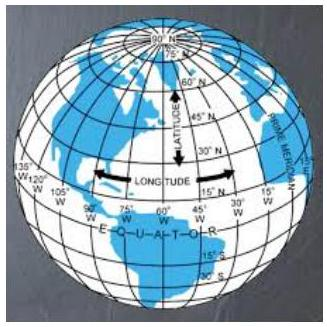 90° N
75° N
60° N
LATITUDE
45° N
30° N
PRIME MERIDIAN
LONGITUDE
15° N
135° W
120° W
105° W
90° W
75° W
60° W
45° W
30° W
15° W
EQUATOR
15° S
30° S